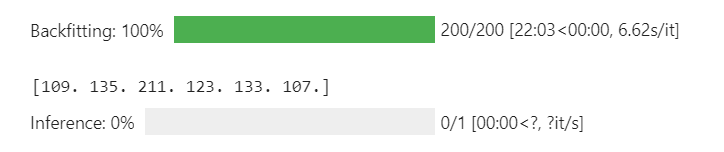 Backfitting: 100% 200/200 [22:03<00:00, 6.62s/it]
[109. 135. 211. 123. 133. 107.]
Inference: 0% 0/1 [00:00<?, ?it/s]